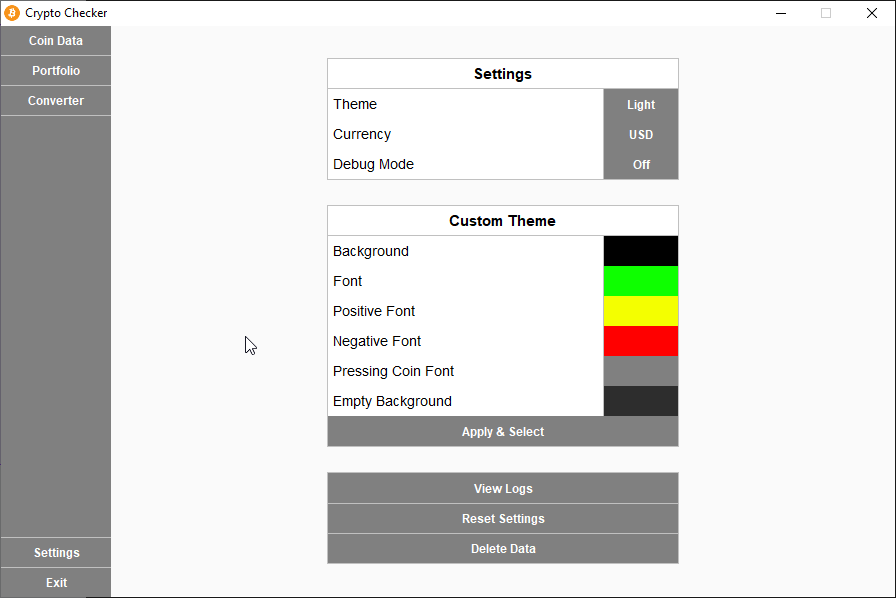 Crypto Checker
Coin Data
Portfolio
Converter
Settings
Exit
Settings
Theme Light
Currency USD
Debug Mode Off
Custom Theme
Background
Font
Positive Font
Negative Font
Pressing Coin Font
Empty Background
Apply & Select
View Logs
Reset Settings
Delete Data